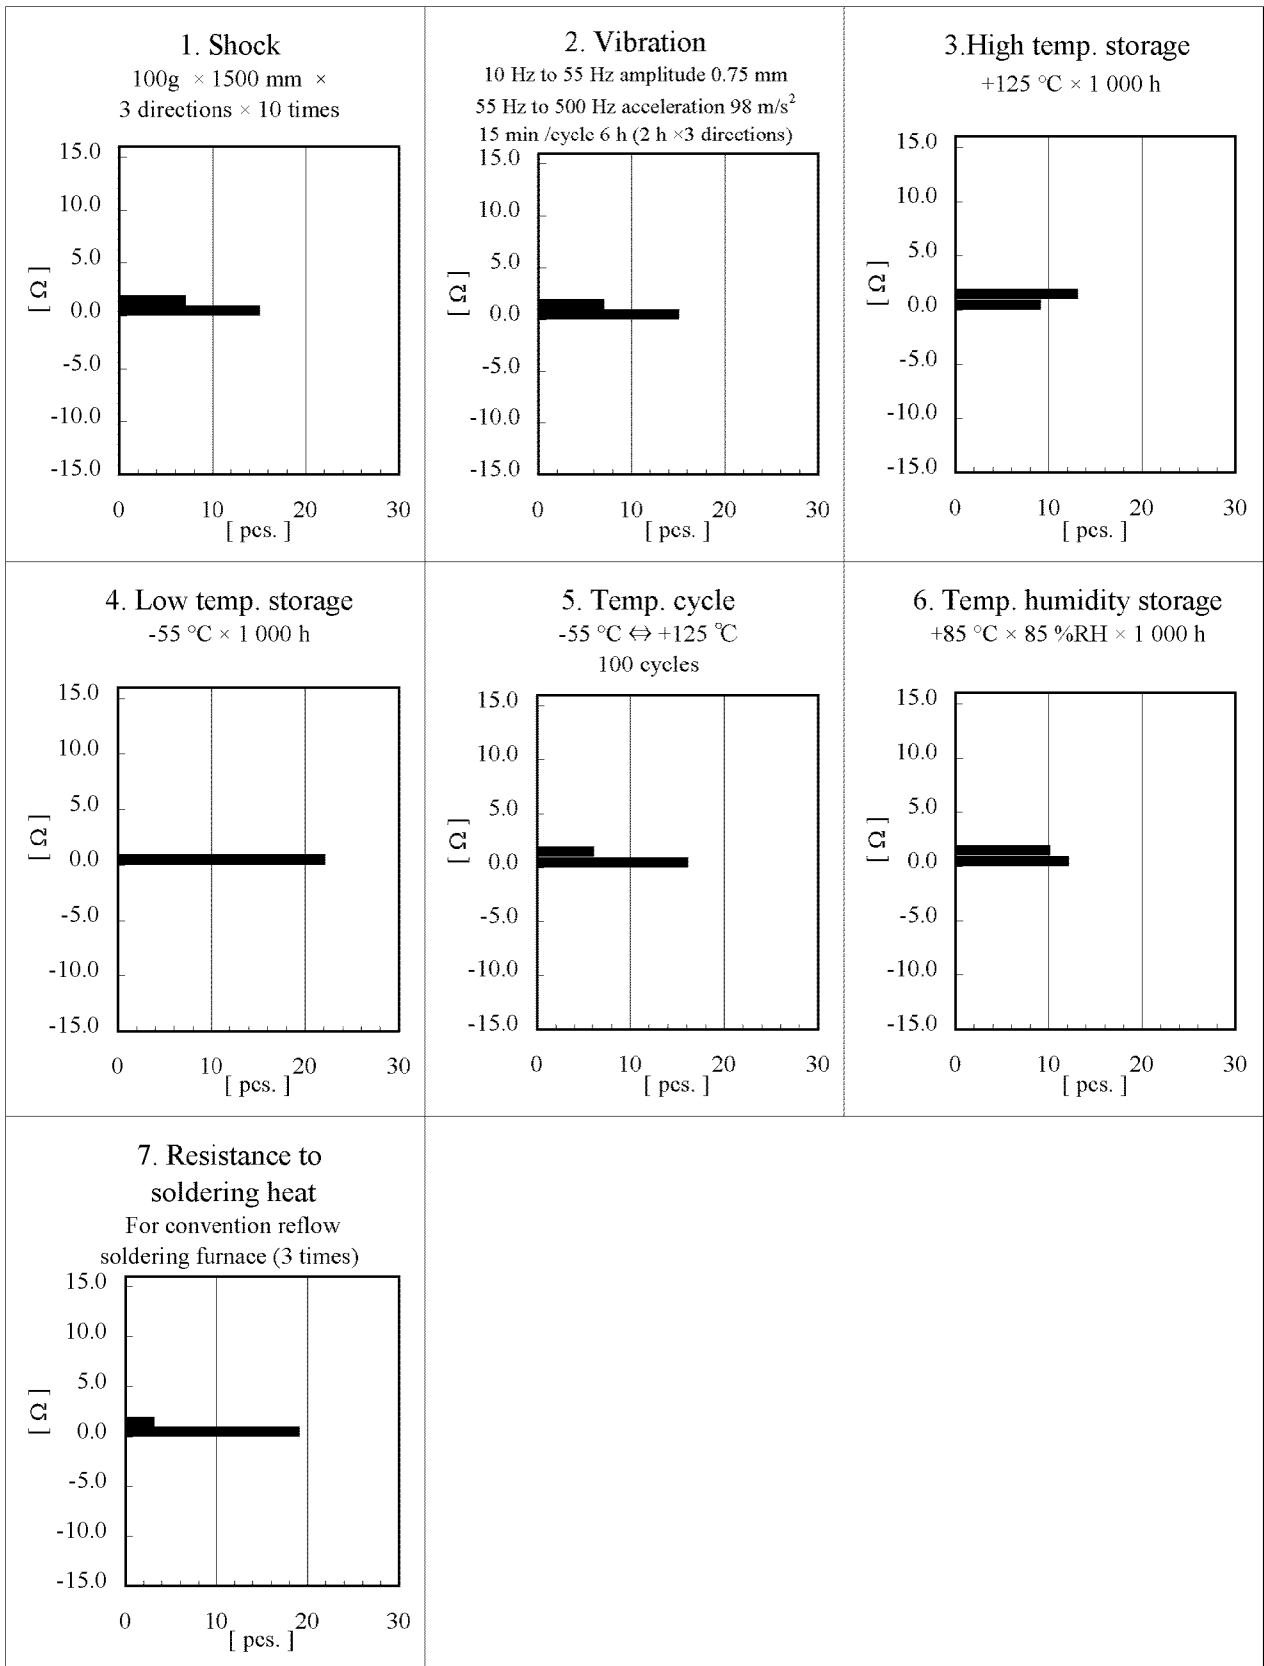 1. Shock
100g × 1500 mm ×
3 directions × 10 times
15.0
10.0
5.0
0.0
-5.0
-10.0
-15.0
[ Ω ]
0 10 20 30
[ pcs. ]
2. Vibration
10 Hz to 55 Hz amplitude 0.75 mm
55 Hz to 500 Hz acceleration 98 m/s²
15 min /cycle 6 h (2 h ×3 directions)
15.0
10.0
5.0
0.0
-5.0
-10.0
-15.0
[ Ω ]
0 10 20 30
[ pcs. ]
3.High temp. storage
+125 °C × 1 000 h
15.0
10.0
5.0
0.0
-5.0
-10.0
-15.0
[ Ω ]
0 10 20 30
[ pcs. ]
4. Low temp. storage
-55 °C × 1 000 h
15.0
10.0
5.0
0.0
-5.0
-10.0
-15.0
[ Ω ]
0 10 20 30
[ pcs. ]
5. Temp. cycle
-55 °C ⇔ +125 °C
100 cycles
15.0
10.0
5.0
0.0
-5.0
-10.0
-15.0
[ Ω ]
0 10 20 30
[ pcs. ]
6. Temp. humidity storage
+85 °C × 85 %RH × 1 000 h
15.0
10.0
5.0
0.0
-5.0
-10.0
-15.0
[ Ω ]
0 10 20 30
[ pcs. ]
7. Resistance to
soldering heat
For convention reflow
soldering furnace (3 times)
15.0
10.0
5.0
0.0
-5.0
-10.0
-15.0
[ Ω ]
0 10 20 30
[ pcs. ]